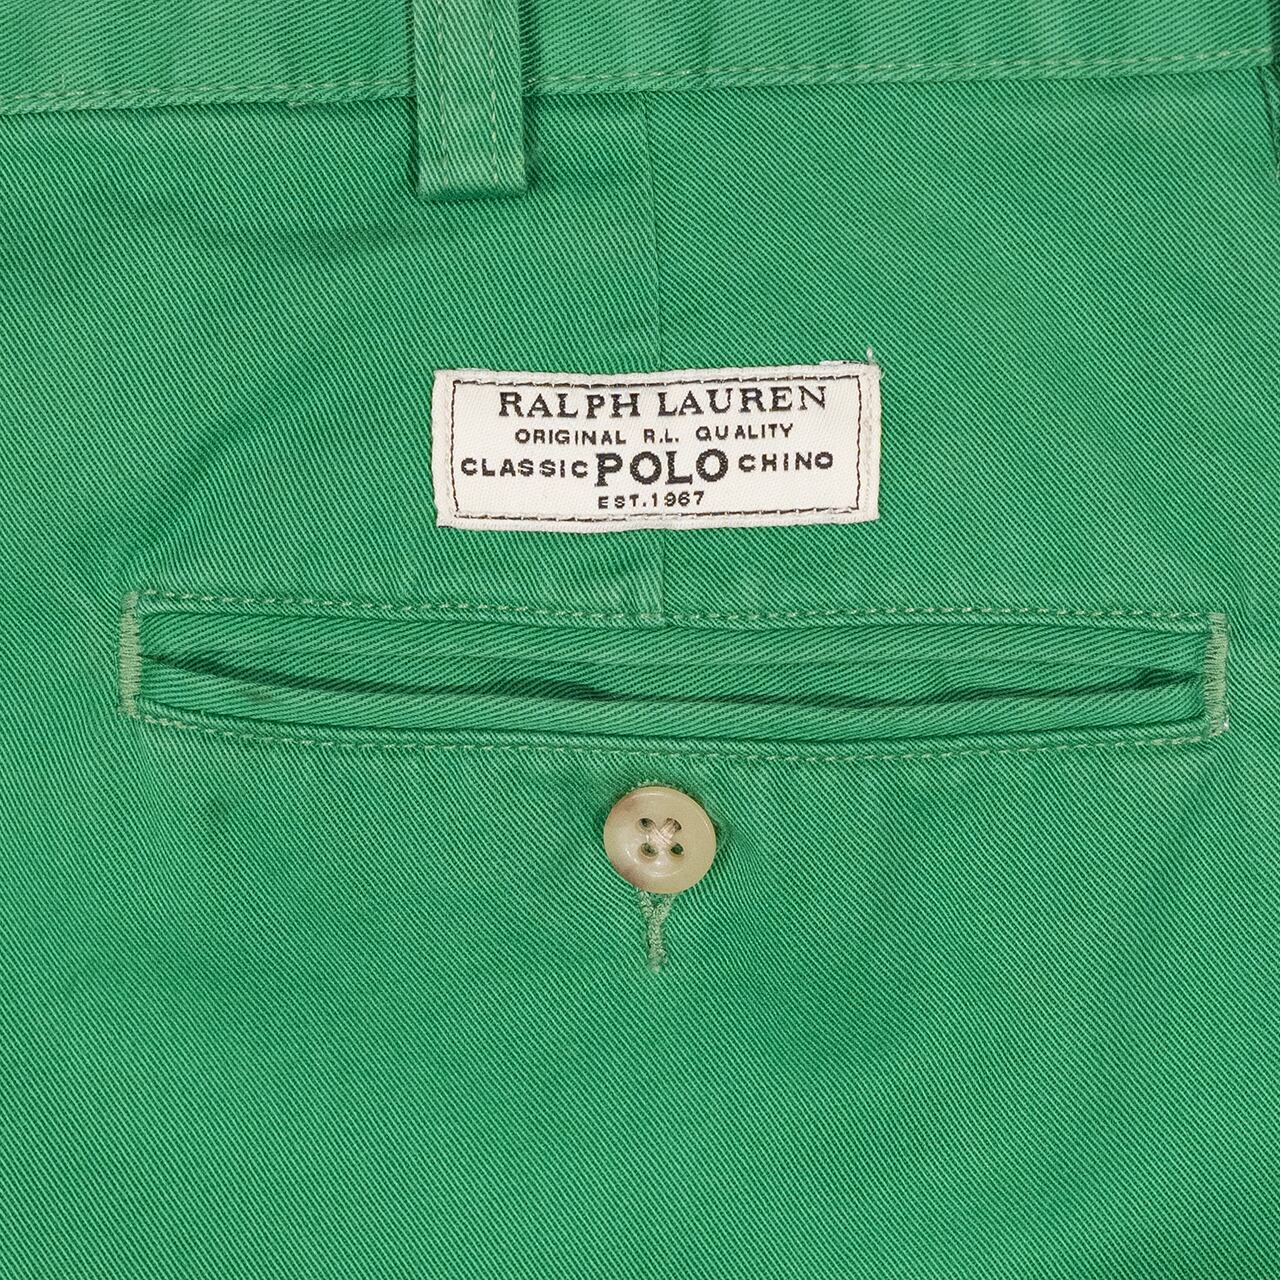 RALPH LAUREN
ORIGINAL R.L. QUALITY
CLASSIC POLO CHINO
EST.1967